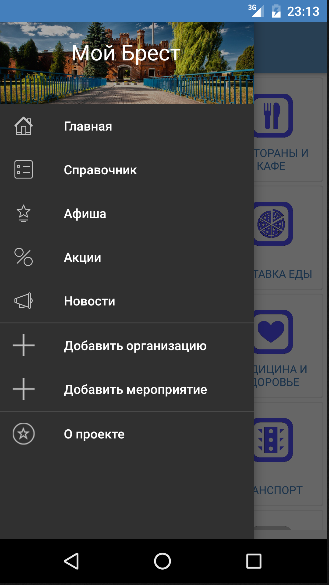 3G 23:13
Мой Брест
Главная
Справочник
Афиша
Акции
Новости
Добавить организацию
Добавить мероприятие
О проекте
ТОРАНЫ И
КАФЕ
ТАВКА ЕДЫ
ДИЦИНА И
ДОРОВЬЕ
АНСПОРТ